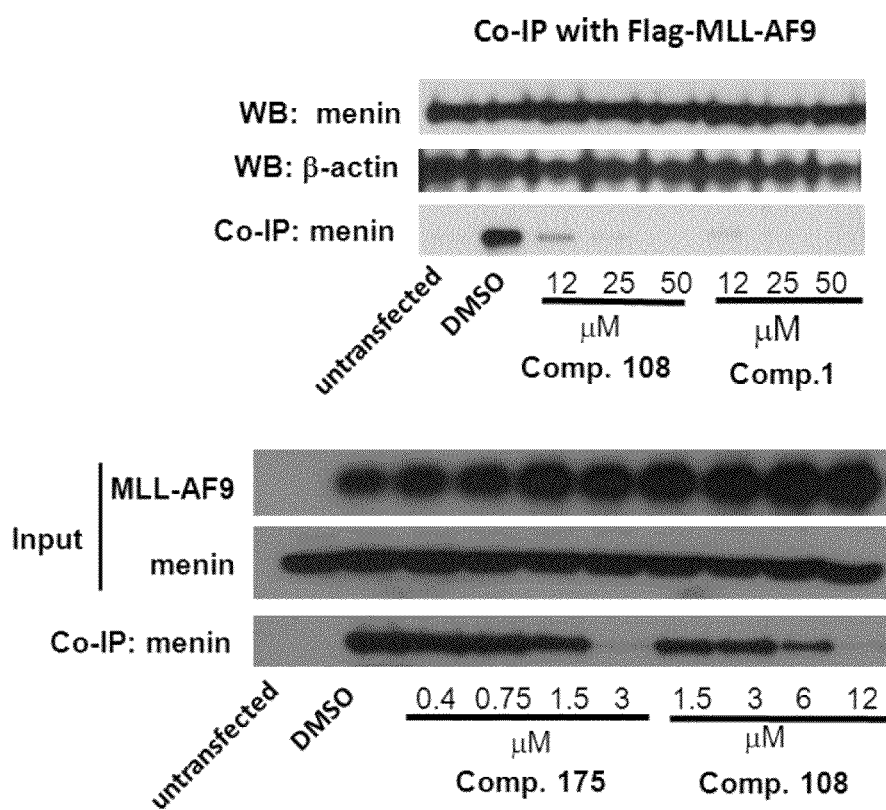 Co-IP with Flag-MLL-AF9
WB: menin
WB: β-actin
Co-IP: menin
untransfected DMSO 12 25 50 12 25 50
μM μM
Comp. 108 Comp.1
Input
MLL-AF9
menin
Co-IP: menin
untransfected DMSO 0.4 0.75 1.5 3 1.5 3 6 12
μM μM
Comp. 175 Comp. 108